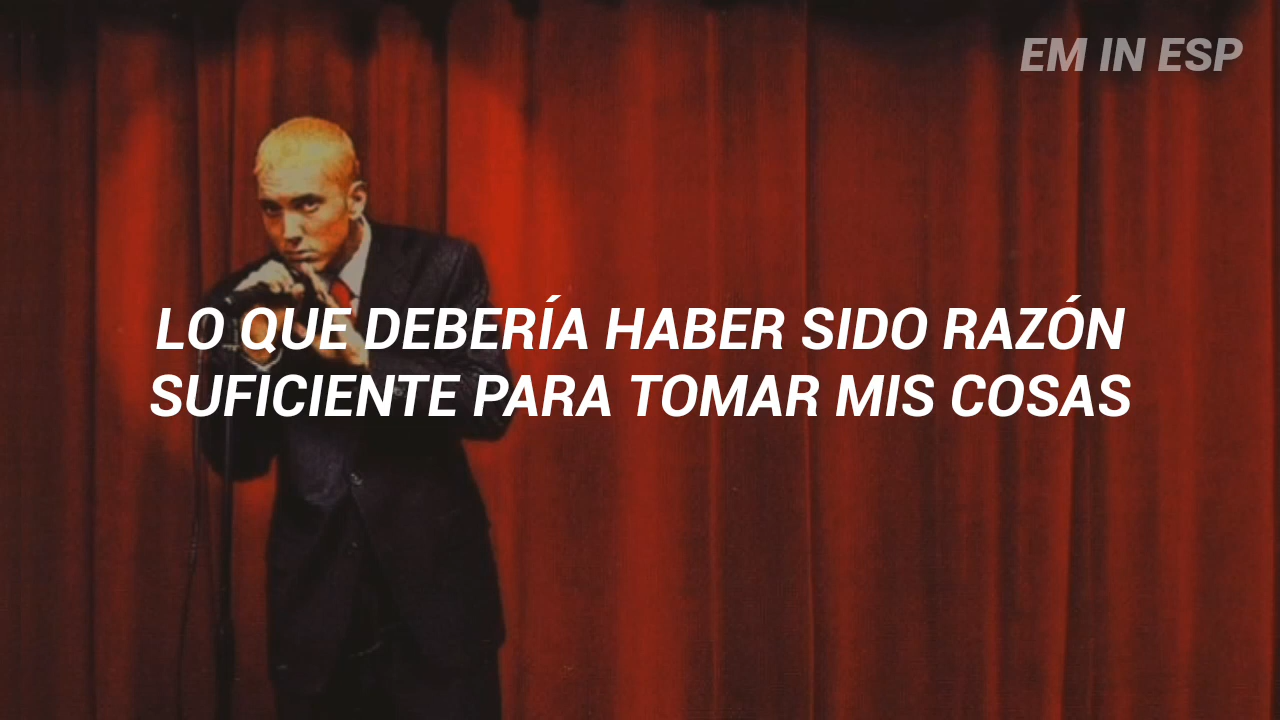 EM IN ESP
LO QUE DEBERÍA HABER SIDO RAZÓN
SUFICIENTE PARA TOMAR MIS COSAS